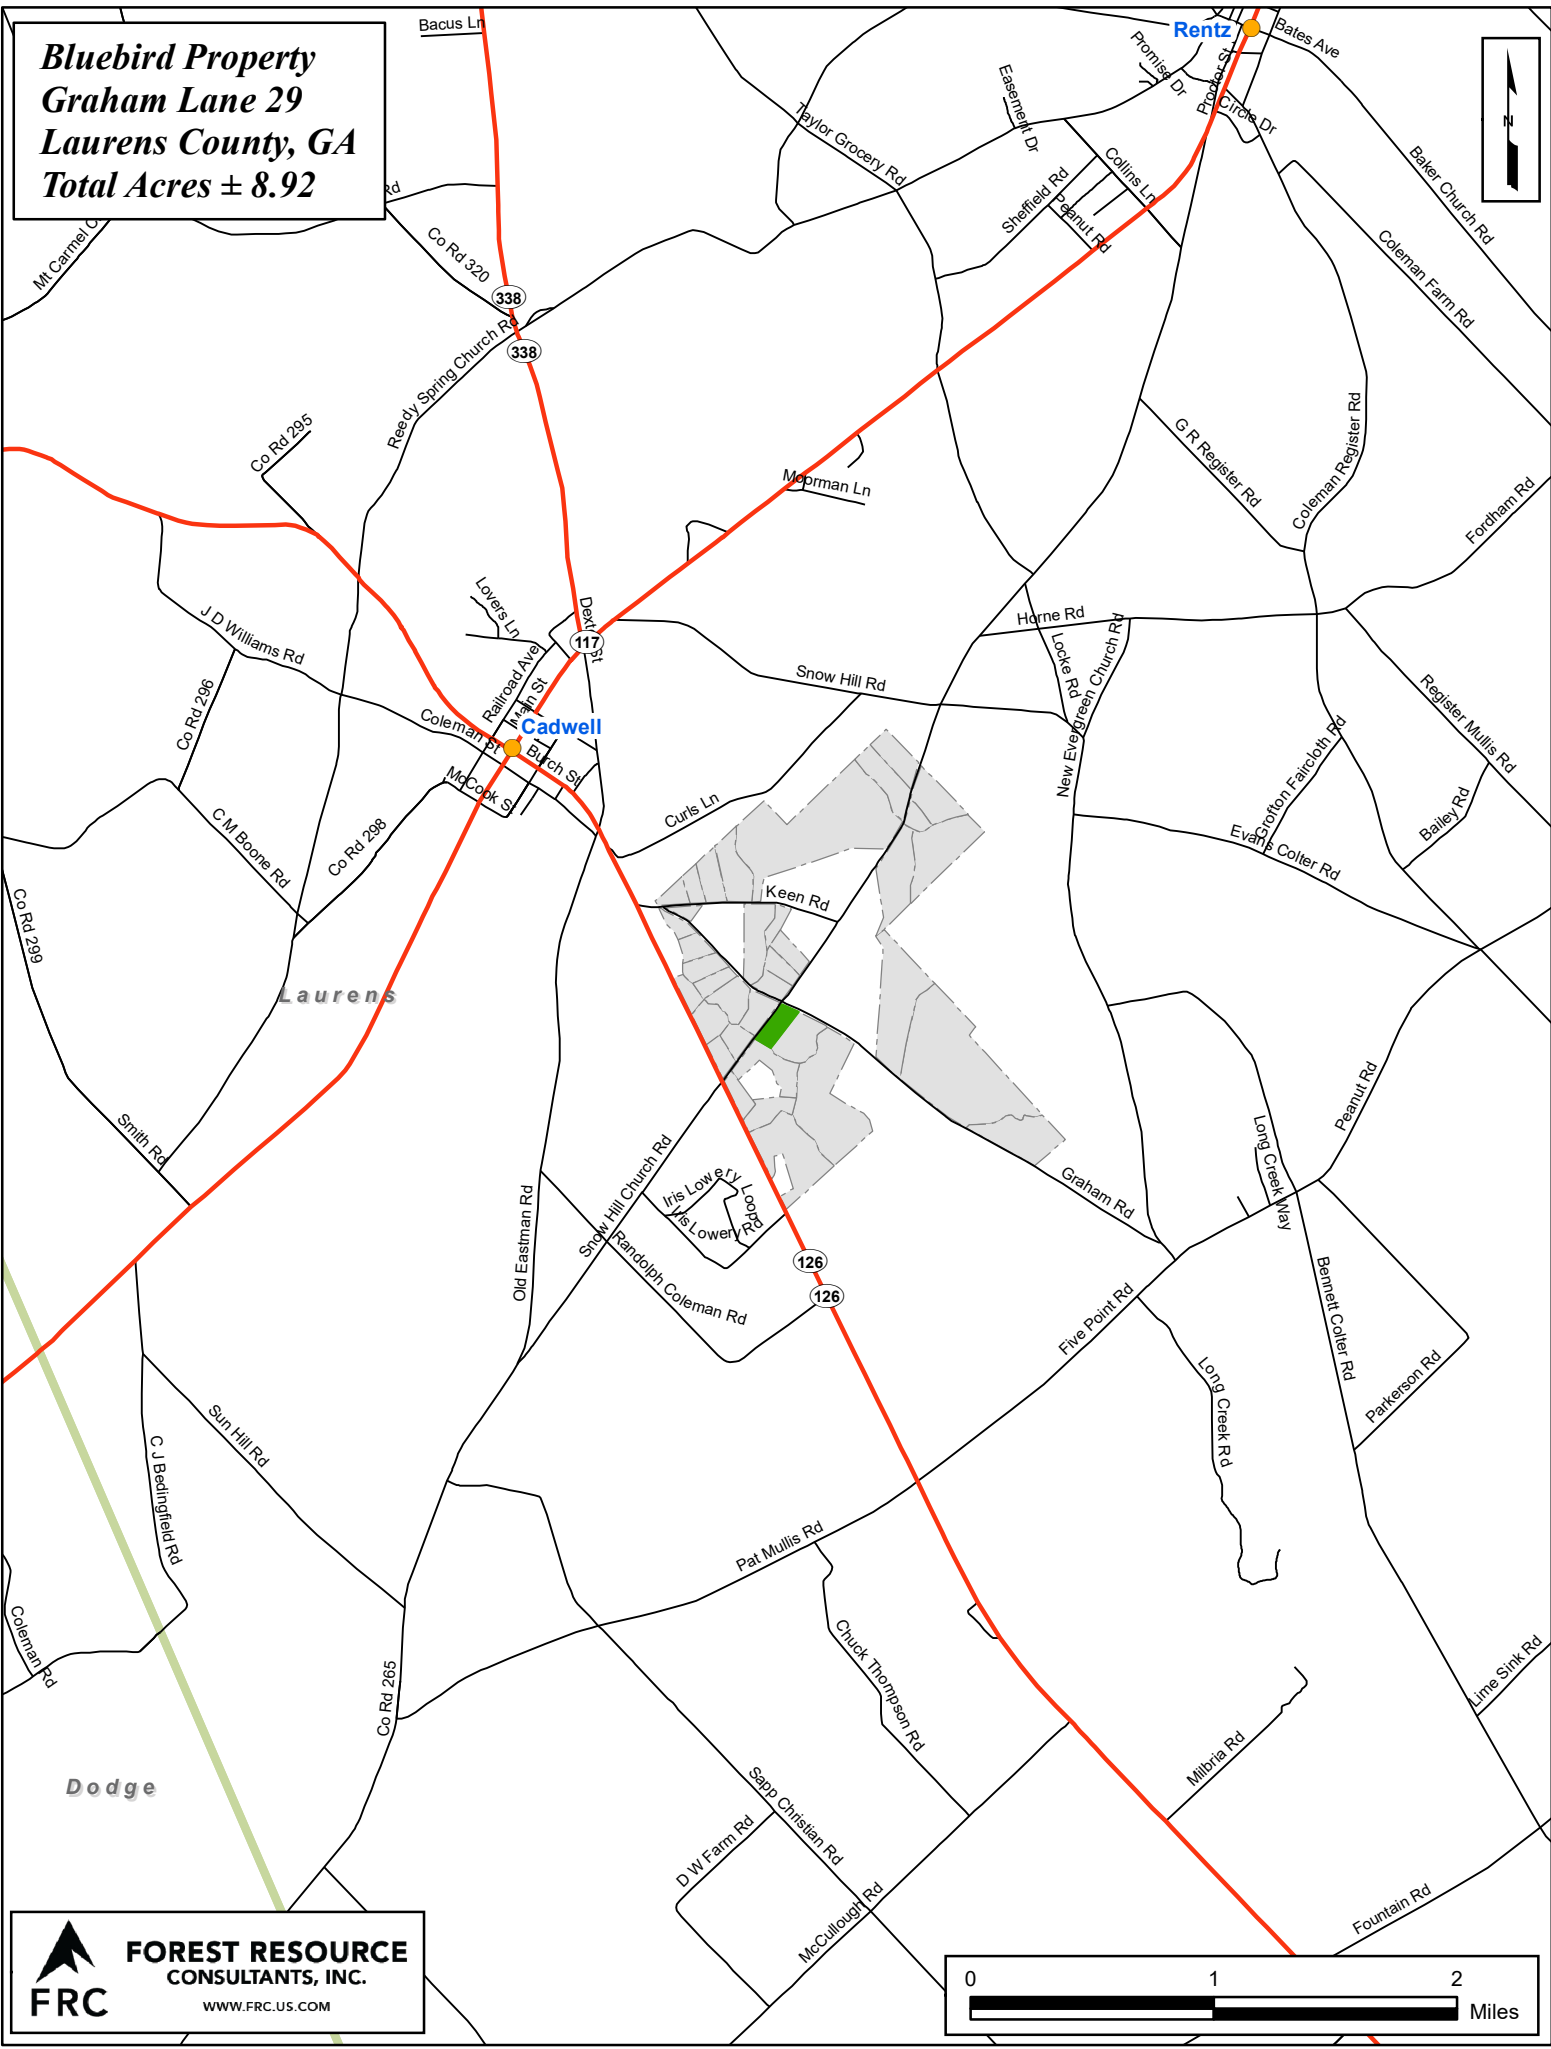 Bluebird Property
Graham Lane 29
Laurens County, GA
Total Acres ± 8.92
Bacus Ln
Rentz
Bates Ave
Promise Dr
Proctor St
Circle Dr
Easement Dr
Taylor Grocery Rd
Collins Ln
Sheffield Rd
Peanut Rd
Baker Church Rd
Coleman Farm Rd
N
Rd
Mt Carmel C
Co Rd 320
338
338
Reedy Spring Church Rd
Co Rd 295
Moorman Ln
G R Register Rd
Coleman Register Rd
Fordham Rd
Lovers Ln
Dexter St
117
J D Williams Rd
Railroad Ave
Main St
Horne Rd
Locke Rd
New Evergreen Church Rd
Snow Hill Rd
Co Rd 296
Coleman St
Cadwell
Burch St
McCook S
Register Mullis Rd
Grofton Faircloth Rd
Bailey Rd
Evans Colter Rd
C M Boone Rd
Co Rd 298
Curls Ln
Keen Rd
Co Rd 299
Laurens
Smith Rd
Peanut Rd
Long Creek Way
Snow Hill Church Rd
Iris Lowery Loop
Iris Lowery Rd
Graham Rd
Old Eastman Rd
Randolph Coleman Rd
126
126
Five Point Rd
Bennett Colter Rd
Parkerson Rd
Long Creek Rd
Sun Hill Rd
C J Bedingfield Rd
Pat Mullis Rd
Coleman Rd
Chuck Thompson Rd
Co Rd 265
Lime Sink Rd
Milbria Rd
Dodge
Sapp Christian Rd
D W Farm Rd
McCullough Rd
Fountain Rd
FRC
FOREST RESOURCE
CONSULTANTS, INC.
WWW.FRC.US.COM
0 1 2
Miles